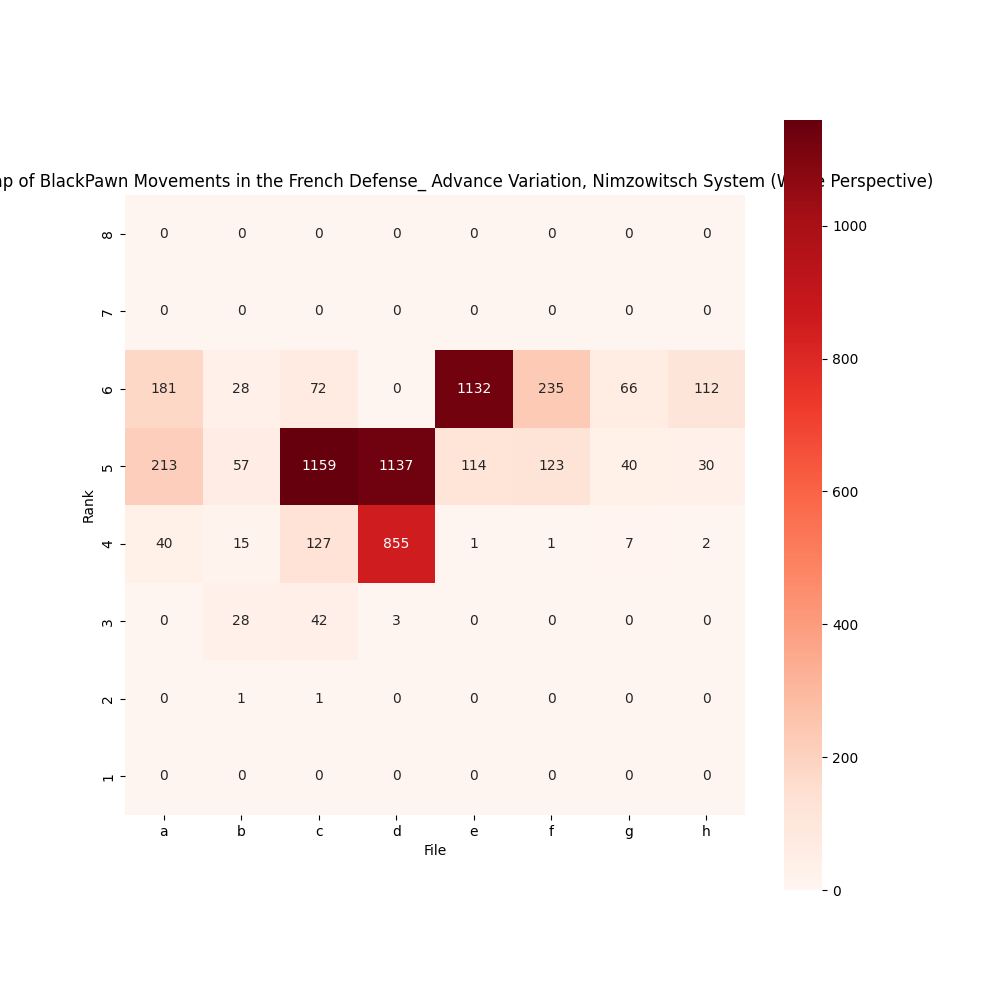 of BlackPawn Movements in the French Defense_ Advance Variation, Nimzowitsch System ( Perspective)
8 0 0 0 0 0 0 0 0
7 0 0 0 0 0 0 0 0
6 181 28 72 0 1132 235 66 112
5 213 57 1159 1137 114 123 40 30
4 40 15 127 855 1 1 7 2
3 0 28 42 3 0 0 0 0
2 0 1 1 0 0 0 0 0
1 0 0 0 0 0 0 0 0
a b c d e f g h
File
Rank
1000
800
600
400
200
0